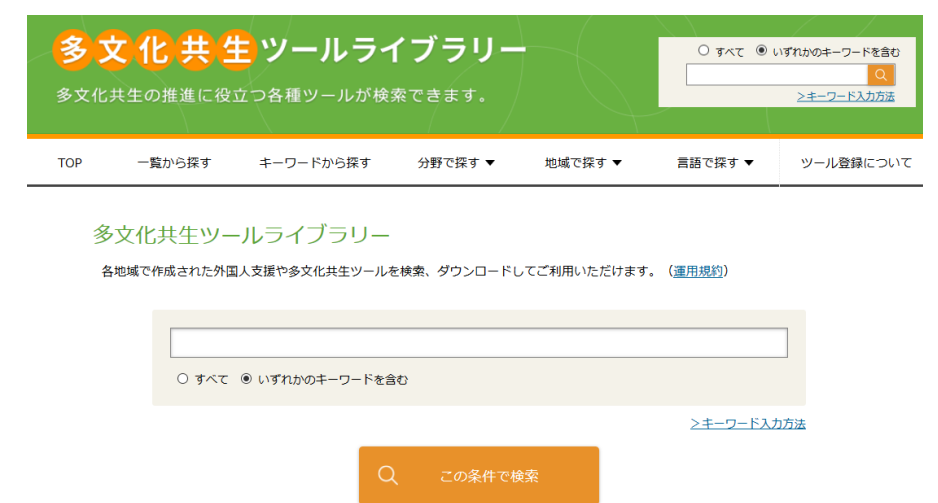 多文化共生ツールライブラリー
多文化共生の推進に役立つ各種ツールが検索できます。
すべて いずれかのキーワードを含む
>キーワード入力方法
TOP 一覧から探す キーワードから探す 分野で探す▼ 地域で探す▼ 言語で探す▼ ツール登録について
多文化共生ツールライブラリー
各地域で作成された外国人支援や多文化共生ツールを検索、ダウンロードしてご利用いただけます。（運用規約）
すべて いずれかのキーワードを含む
>キーワード入力方法
この条件で検索